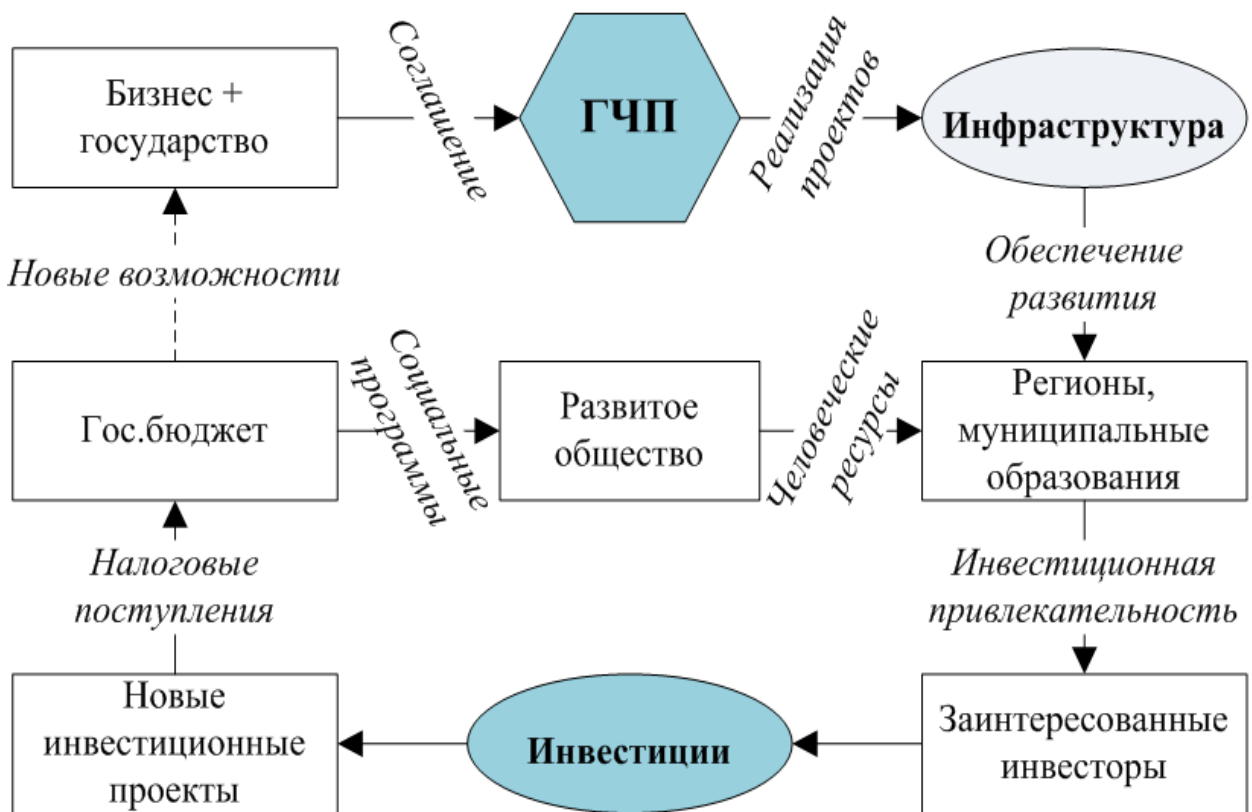 Бизнес +
государство
Соглашение
ГЧП
Реализация
проектов
Инфраструктура
Новые возможности
Обеспечение
развития
Гос.бюджет
Социальные
программы
Развитое
общество
Человеческие
ресурсы
Регионы,
муниципальные
образования
Налоговые
поступления
Инвестиционная
привлекательность
Новые
инвестиционные
проекты
Инвестиции
Заинтересованные
инвесторы